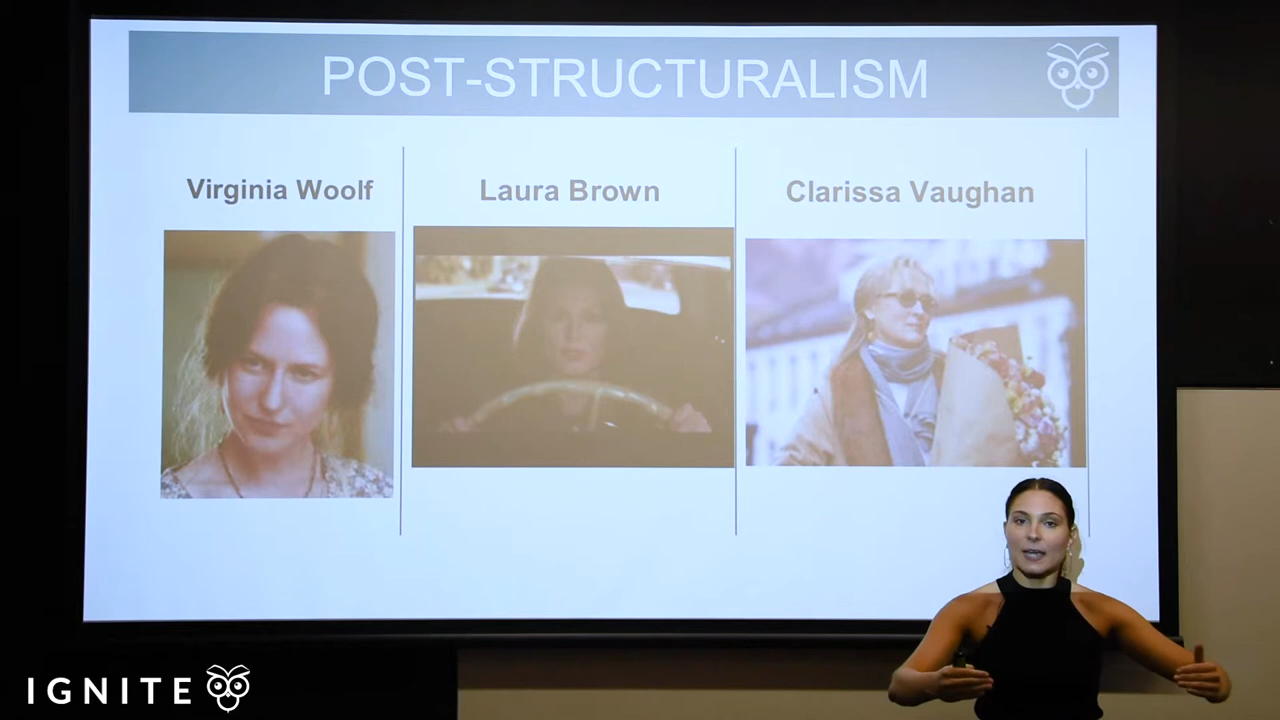 POST-STRUCTURALISM
Virginia Woolf
Laura Brown
Clarissa Vaughan
IGNITE